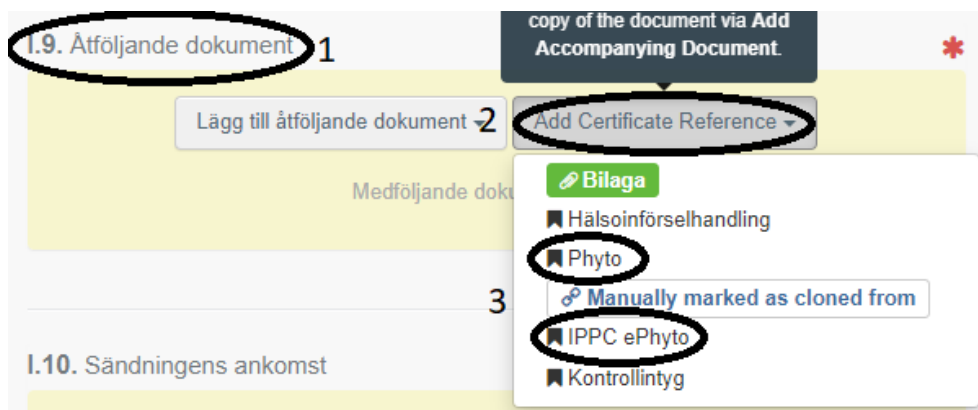 copy of the document via Add
Accompanying Document.
I.9. Åtföljande dokument 1
*
Lägg till åtföljande dokument 2 Add Certificate Reference
Bilaga
Medföljande
Hälsoinförselhandling
Phyto
3 Manually marked as cloned from
IPPC ePhyto
I.10. Sändningens ankomst
Kontrollintyg